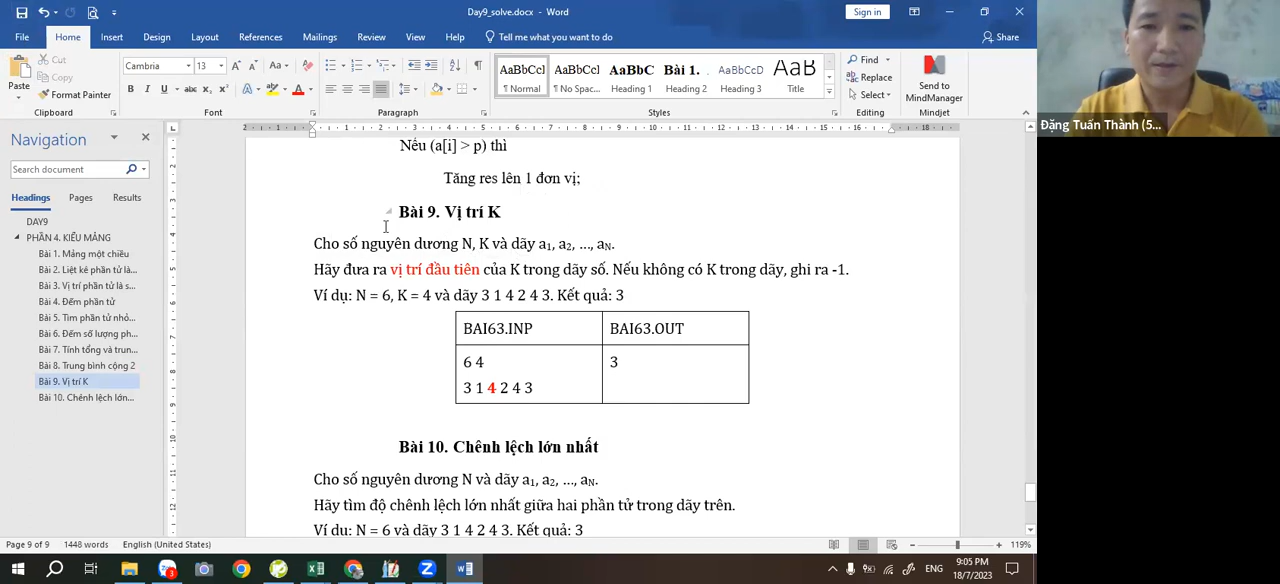 Day9_solve.docx - Word
Sign in
File Home Insert Design Layout References Mailings Review View Help Tell me what you want to do Share
Paste
Cut
Copy
Format Painter
Clipboard
Cambria 13
B I U abc
Font
Paragraph
AaBbCcI AaBbCcI AaBbC Bài 1. AaBbCcD AaB
¶ Normal ¶ No Spac... Heading 1 Heading 2 Heading 3 Title
Styles
Find
Replace
Select
Editing
Send to
MindManager
Mindjet
Đặng Tuấn Thành (5...
Navigation
Search document
Headings Pages Results
DAY9
PHẦN 4. KIỂU MẢNG
Bài 1. Mảng một chiều
Bài 2. Liệt kê phần tử là...
Bài 3. Vị trí phần tử là s...
Bài 4. Đếm phần tử
Bài 5. Tìm phần tử nhỏ...
Bài 6. Đếm số lượng ph...
Bài 7. Tính tổng và trun...
Bài 8. Trung bình cộng 2
Bài 9. Vị trí K
Bài 10. Chênh lệch lớn...
Nếu (a[i] > p) thì
Tăng res lên 1 đơn vị;
Bài 9. Vị trí K
Cho số nguyên dương N, K và dãy a₁, a₂, ..., aN.
Hãy đưa ra vị trí đầu tiên của K trong dãy số. Nếu không có K trong dãy, ghi ra -1.
Ví dụ: N = 6, K = 4 và dãy 3 1 4 2 4 3. Kết quả: 3
BAI63.INP BAI63.OUT
6 4 3
3 1 4 2 4 3
Bài 10. Chênh lệch lớn nhất
Cho số nguyên dương N và dãy a₁, a₂, ..., aN.
Hãy tìm độ chênh lệch lớn nhất giữa hai phần tử trong dãy trên.
Ví dụ: N = 6 và dãy 3 1 4 2 4 3. Kết quả: 3
Page 9 of 9 1448 words English (United States) 119%
ENG
9:05 PM
18/7/2023